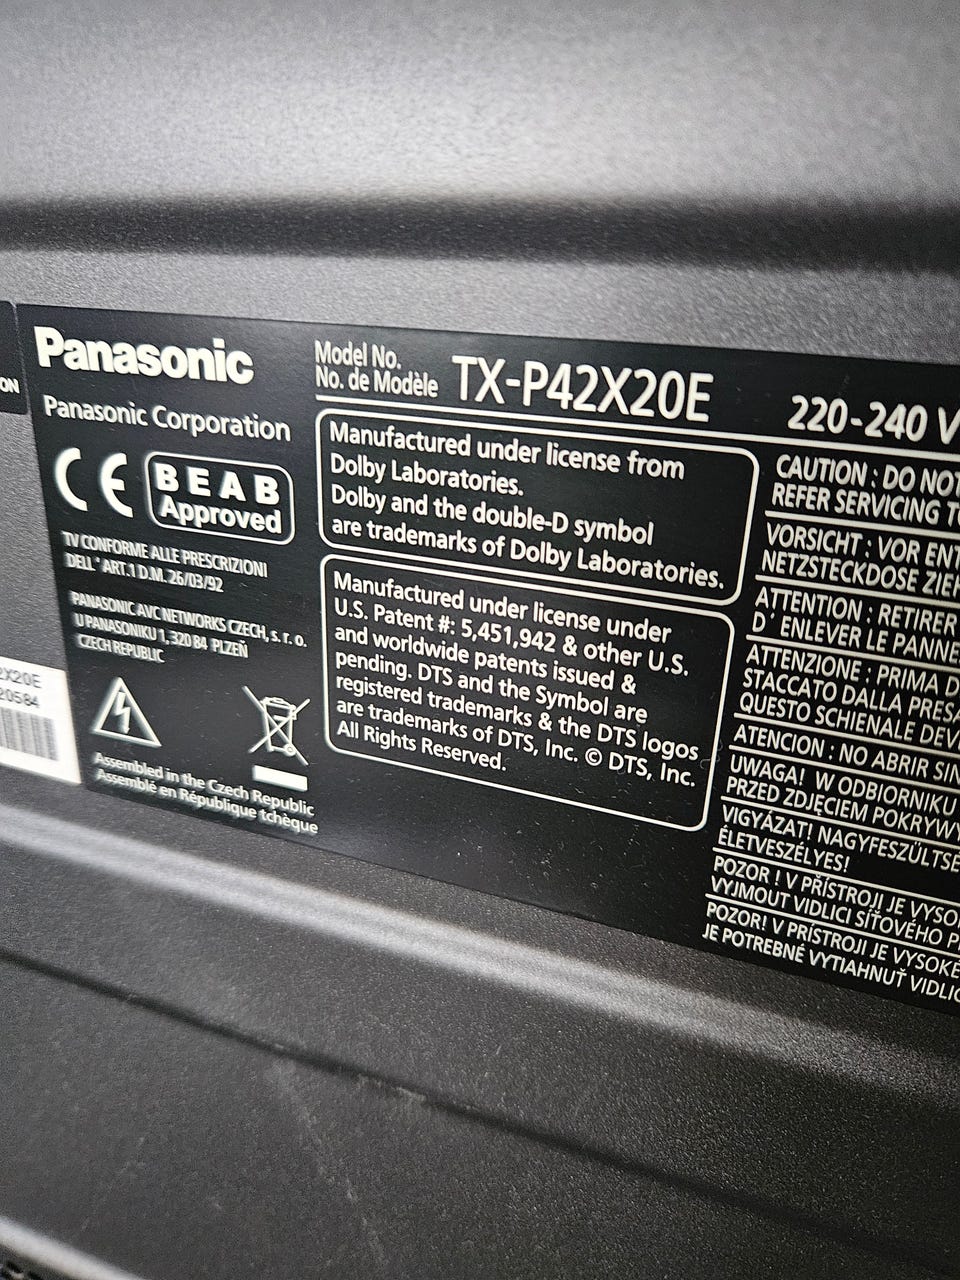 ON
2X20E
20584
Panasonic
Panasonic Corporation
CE
BEAB
Approved
TV CONFORME ALLE PRESCRIZIONI
DELL'ART.1 D.M. 26/03/92
PANASONIC AVC NETWORKS CZECH, s. r. o.
U PANASONIKU 1, 320 84 PLZEŇ
CZECH REPUBLIC
Assembled in the Czech Republic
Assemblé en République tchèque
Model No.
No. de Modèle TX-P42X20E
220-240 V
Manufactured under license from
Dolby Laboratories.
Dolby and the double-D symbol
are trademarks of Dolby Laboratories.
Manufactured under license under
U.S. Patent #: 5,451,942 & other U.S.
and worldwide patents issued &
pending. DTS and the Symbol are
registered trademarks & the DTS logos
are trademarks of DTS, Inc. © DTS, Inc.
All Rights Reserved.
CAUTION : DO NOT
REFER SERVICING T
VORSICHT : VOR ENT
NETZSTECKDOSE ZIEH
ATTENTION : RETIRER
D' ENLEVER LE PANNE
ATTENZIONE : PRIMA D
STACCATO DALLA PRESA
QUESTO SCHIENALE DEV
ATENCION : NO ABRIR SIN
UWAGA! W ODBIORNIKU
PRZED ZDJĘCIEM POKRYWY
VIGYÁZAT! NAGYFESZÜLTSÉ
ÉLETVESZÉLYES!
POZOR ! V PŘÍSTROJI JE VYSO
VYJMOUT VIDLICI SÍŤOVÉHO P
POZOR! V PRÍSTROJI JE VYSOKÉ
JE POTREBNÉ VYTIAHNUŤ VIDLIC